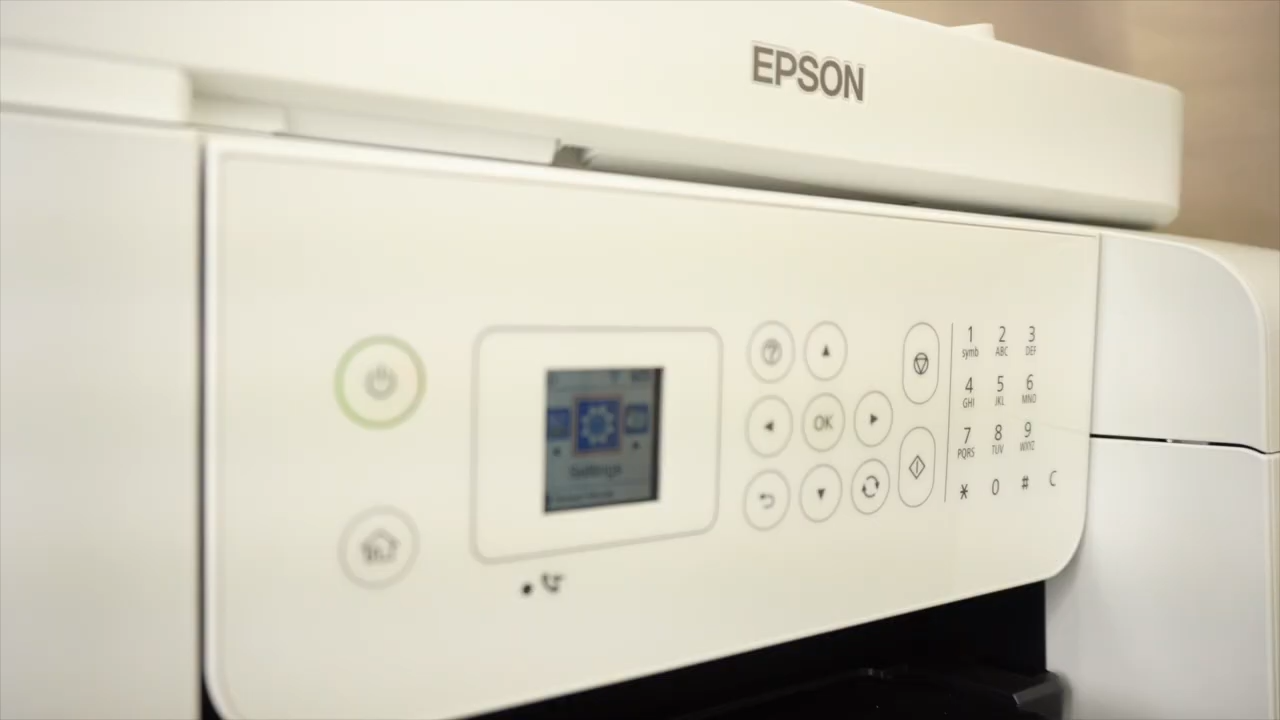 EPSON
1 2 3
symb ABC DEF
4 5 6
GHI JKL MNO
7 8 9
PQRS TUV WXYZ
* 0 # C
OK
Settings